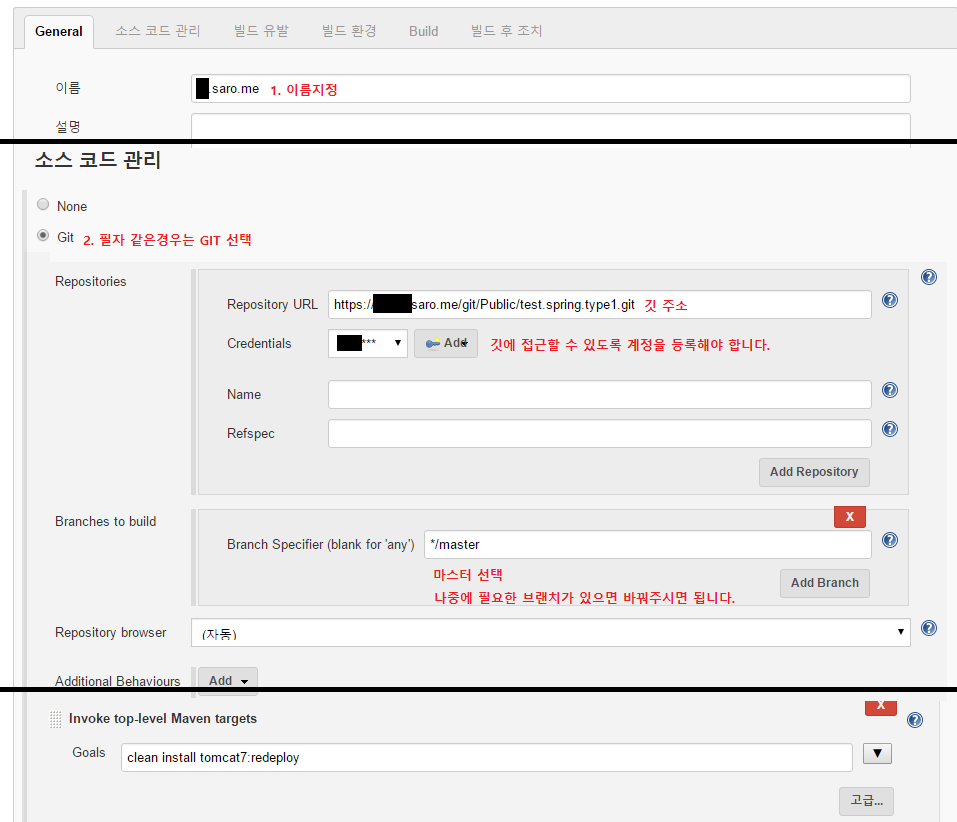 General 소스 코드 관리 빌드 유발 빌드 환경 Build 빌드 후 조치
이름 .saro.me 1. 이름지정
설명
소스 코드 관리
None
Git 2. 필자 같은경우는 GIT 선택
Repositories
Repository URL https:/ saro.me/git/Public/test.spring.type1.git 깃 주소
Credentials *** Add 깃에 접근할 수 있도록 계정을 등록해야 합니다.
Name
Refspec
Add Repository
Branches to build
X
Branch Specifier (blank for 'any') */master
마스터 선택
Add Branch
나중에 필요한 브랜치가 있으면 바꿔주시면 됩니다.
Repository browser (자동)
Additional Behaviours Add
X
Invoke top-level Maven targets
Goals clean install tomcat7:redeploy
고급...